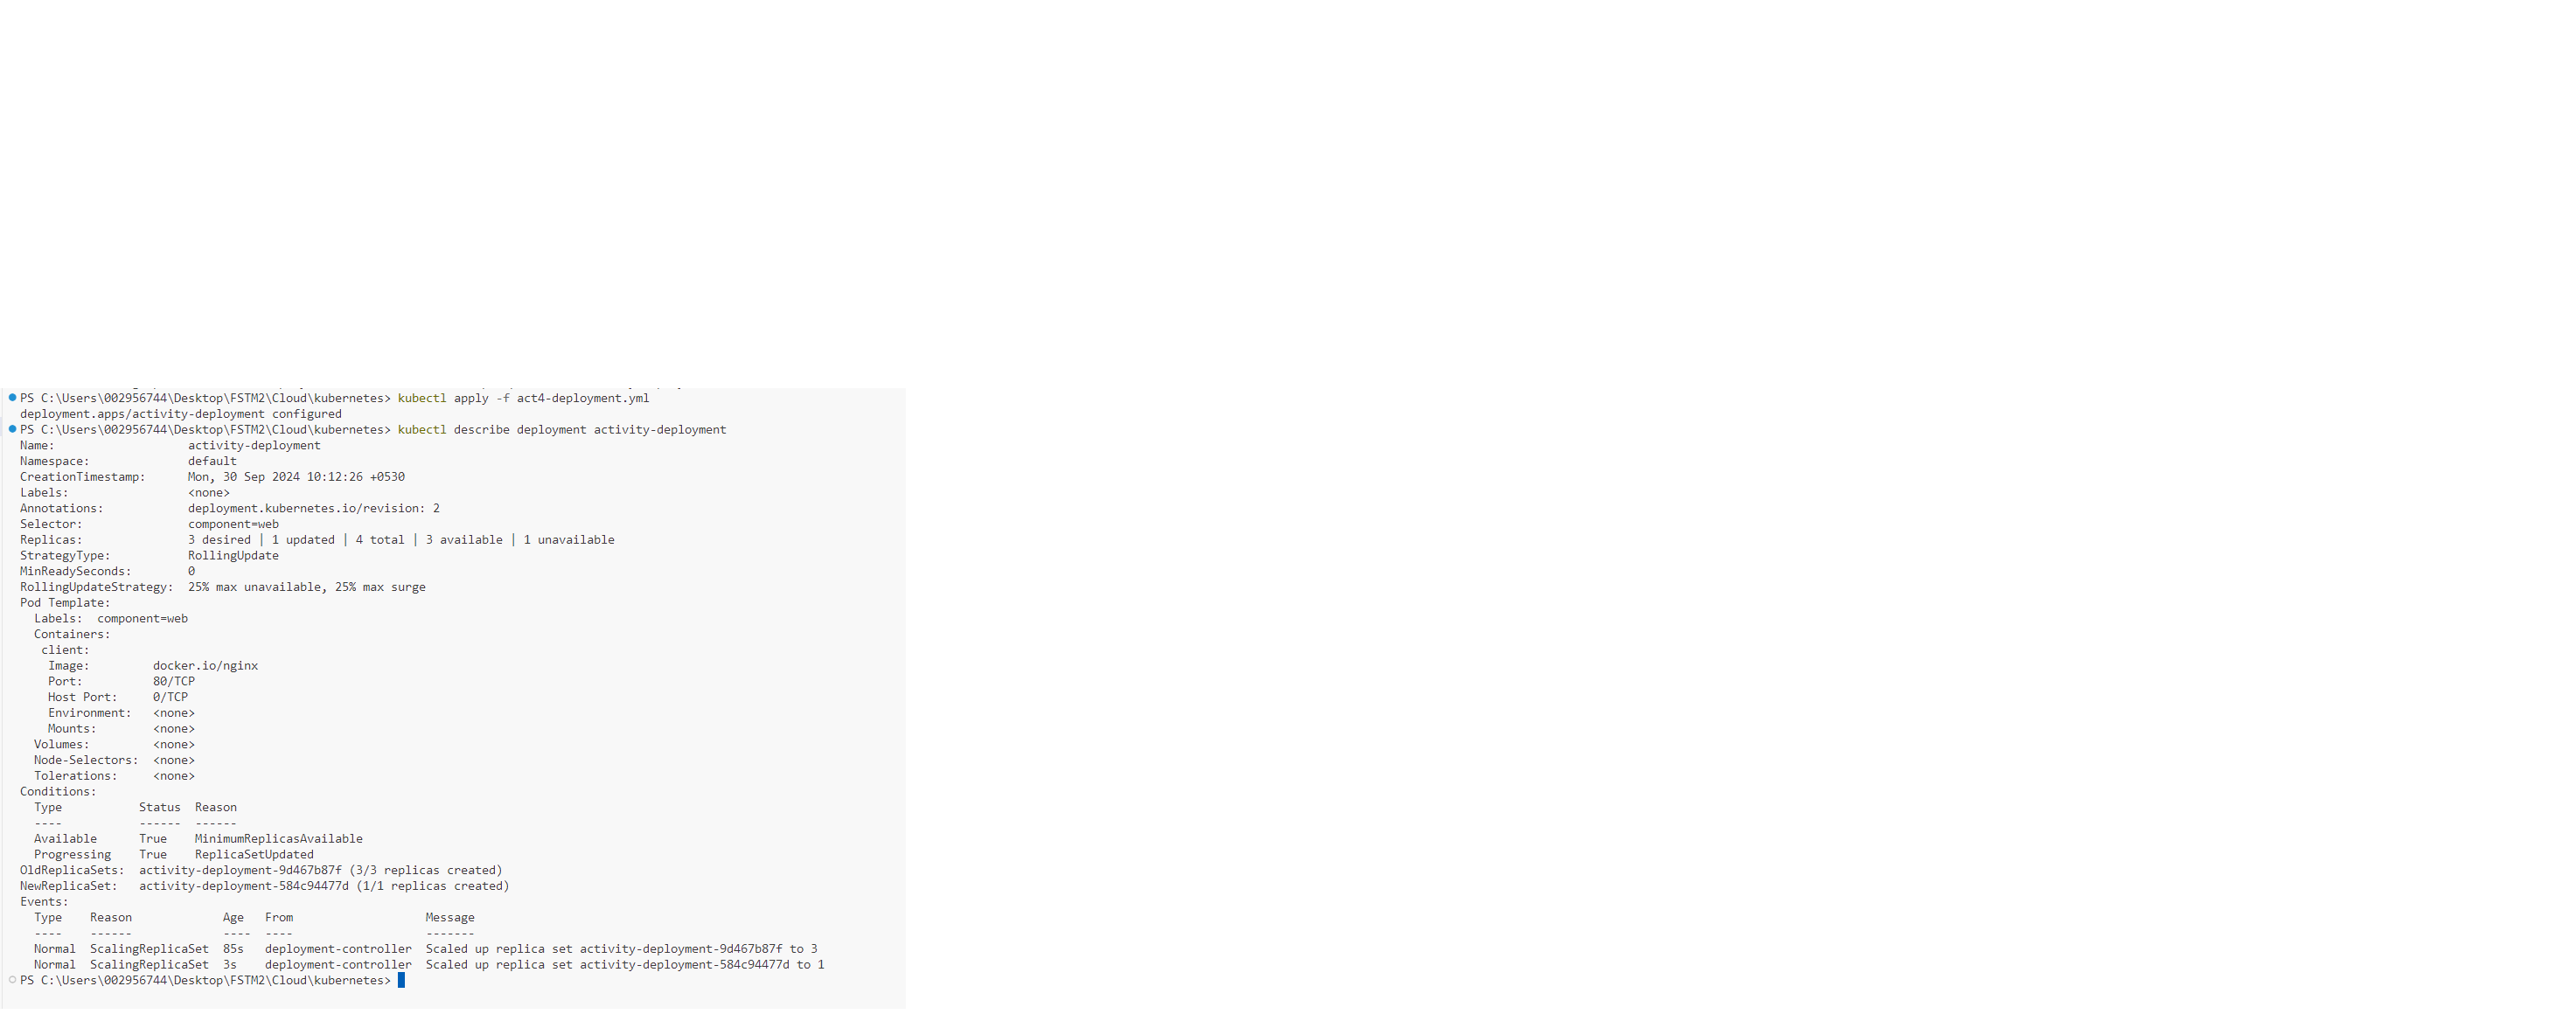 PS C:\Users\002956744\Desktop\FSTM2\Cloud\kubernetes> kubectl apply -f act4-deployment.yml
deployment.apps/activity-deployment configured
PS C:\Users\002956744\Desktop\FSTM2\Cloud\kubernetes> kubectl describe deployment activity-deployment
Name:                   activity-deployment
Namespace:              default
CreationTimestamp:      Mon, 30 Sep 2024 10:12:26 +0530
Labels:                 <none>
Annotations:            deployment.kubernetes.io/revision: 2
Selector:               component=web
Replicas:               3 desired | 1 updated | 4 total | 3 available | 1 unavailable
StrategyType:           RollingUpdate
MinReadySeconds:        0
RollingUpdateStrategy:  25% max unavailable, 25% max surge
Pod Template:
  Labels:  component=web
  Containers:
   client:
    Image:         docker.io/nginx
    Port:          80/TCP
    Host Port:     0/TCP
    Environment:   <none>
    Mounts:        <none>
  Volumes:         <none>
  Node-Selectors:  <none>
  Tolerations:     <none>
Conditions:
  Type           Status  Reason
  ----           ------  ------
  Available      True    MinimumReplicasAvailable
  Progressing    True    ReplicaSetUpdated
OldReplicaSets:  activity-deployment-9d467b87f (3/3 replicas created)
NewReplicaSet:   activity-deployment-584c94477d (1/1 replicas created)
Events:
  Type    Reason             Age   From                   Message
  ----    ------             ----  ----                   -------
  Normal  ScalingReplicaSet  85s   deployment-controller  Scaled up replica set activity-deployment-9d467b87f to 3
  Normal  ScalingReplicaSet  3s    deployment-controller  Scaled up replica set activity-deployment-584c94477d to 1
PS C:\Users\002956744\Desktop\FSTM2\Cloud\kubernetes>